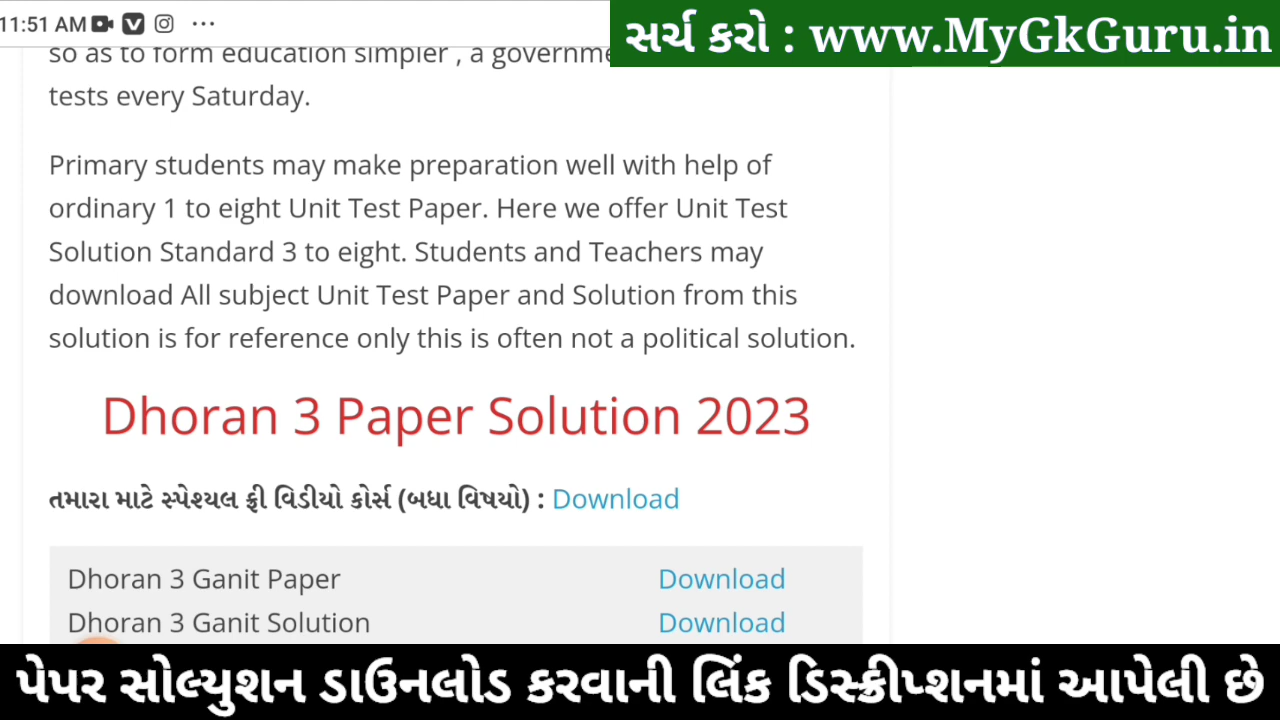 11:51 AM ...
સર્ચ કરો : www.MyGkGuru.in
so as to form education simpler , a governme
tests every Saturday.
Primary students may make preparation well with help of
ordinary 1 to eight Unit Test Paper. Here we offer Unit Test
Solution Standard 3 to eight. Students and Teachers may
download All subject Unit Test Paper and Solution from this
solution is for reference only this is often not a political solution.
Dhoran 3 Paper Solution 2023
તમારા માટે સ્પેશ્યલ ફ્રી વિડીયો કોર્સ (બધા વિષયો) : Download
Dhoran 3 Ganit Paper Download
Dhoran 3 Ganit Solution Download
પેપર સોલ્યુશન ડાઉનલોડ કરવાની લિંક ડિસ્ક્રીપ્શનમાં આપેલી છે